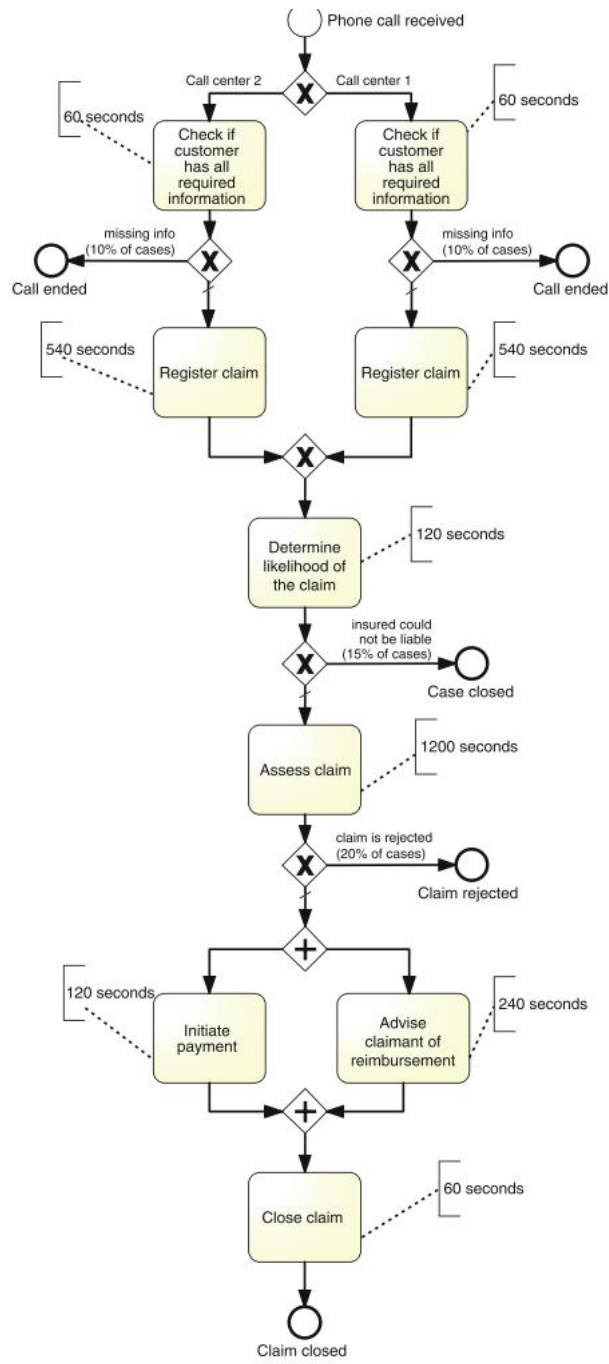 Phone call received
Call center 2
Call center 1
X
60 seconds
60 seconds
Check if
customer
has all
required
information
Check if
customer
has all
required
information
missing info
(10% of cases)
X
X
missing info
(10% of cases)
Call ended
Call ended
540 seconds
540 seconds
Register claim
Register claim
X
120 seconds
Determine
likelihood of
the claim
insured could
not be liable
(15% of cases)
X
Case closed
1200 seconds
Assess claim
claim is rejected
(20% of cases)
X
Claim rejected
+
120 seconds
240 seconds
Initiate
payment
Advise
claimant of
reimbursement
+
60 seconds
Close claim
Claim closed